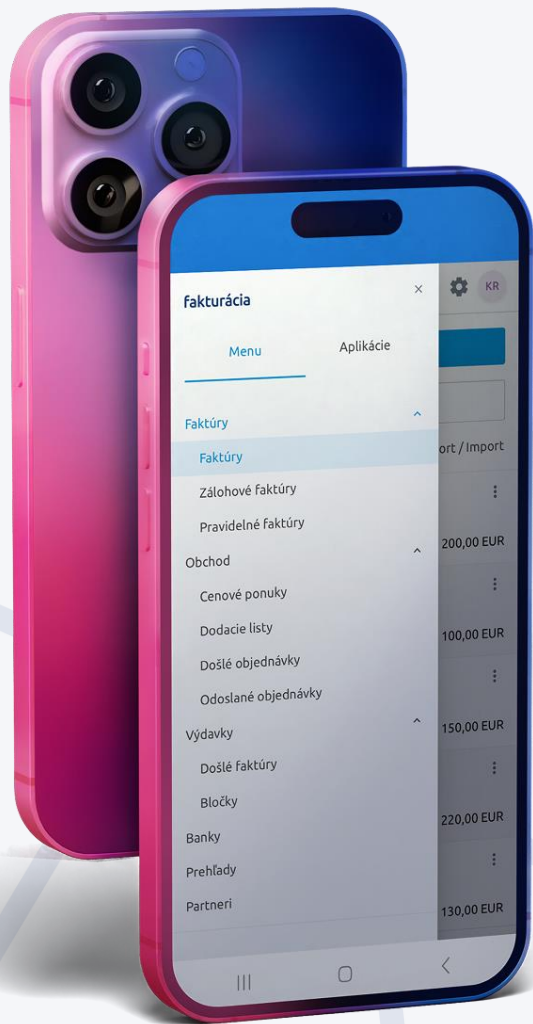 fakturácia
×
KR
Menu
Aplikácie
Faktúry
Faktúry
ort / Import
Zálohové faktúry
Pravidelné faktúry
200,00 EUR
Obchod
Cenové ponuky
Dodacie listy
100,00 EUR
Došlé objednávky
Odoslané objednávky
150,00 EUR
Výdavky
Došlé faktúry
Bločky
220,00 EUR
Banky
Prehľady
Partneri
130,00 EUR